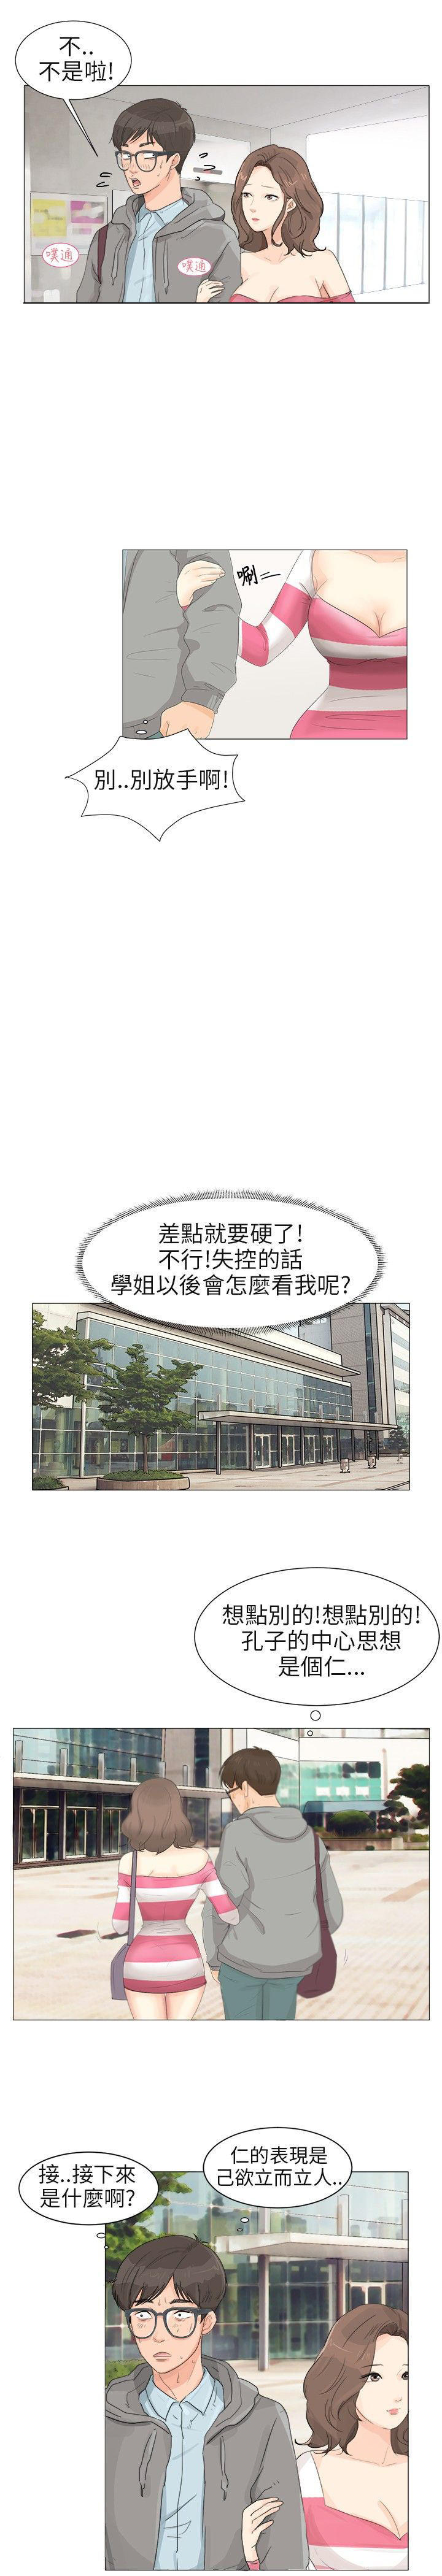 不..
不是啦!
噗通
噗通
唰
別..別放手啊!
差點就要硬了!
不行!失控的話
學姐以後會怎麼看我呢?
想點別的!想點別的!
孔子的中心思想
是個仁...
仁的表現是
己欲立而立人..
接..接下來
是什麼啊?